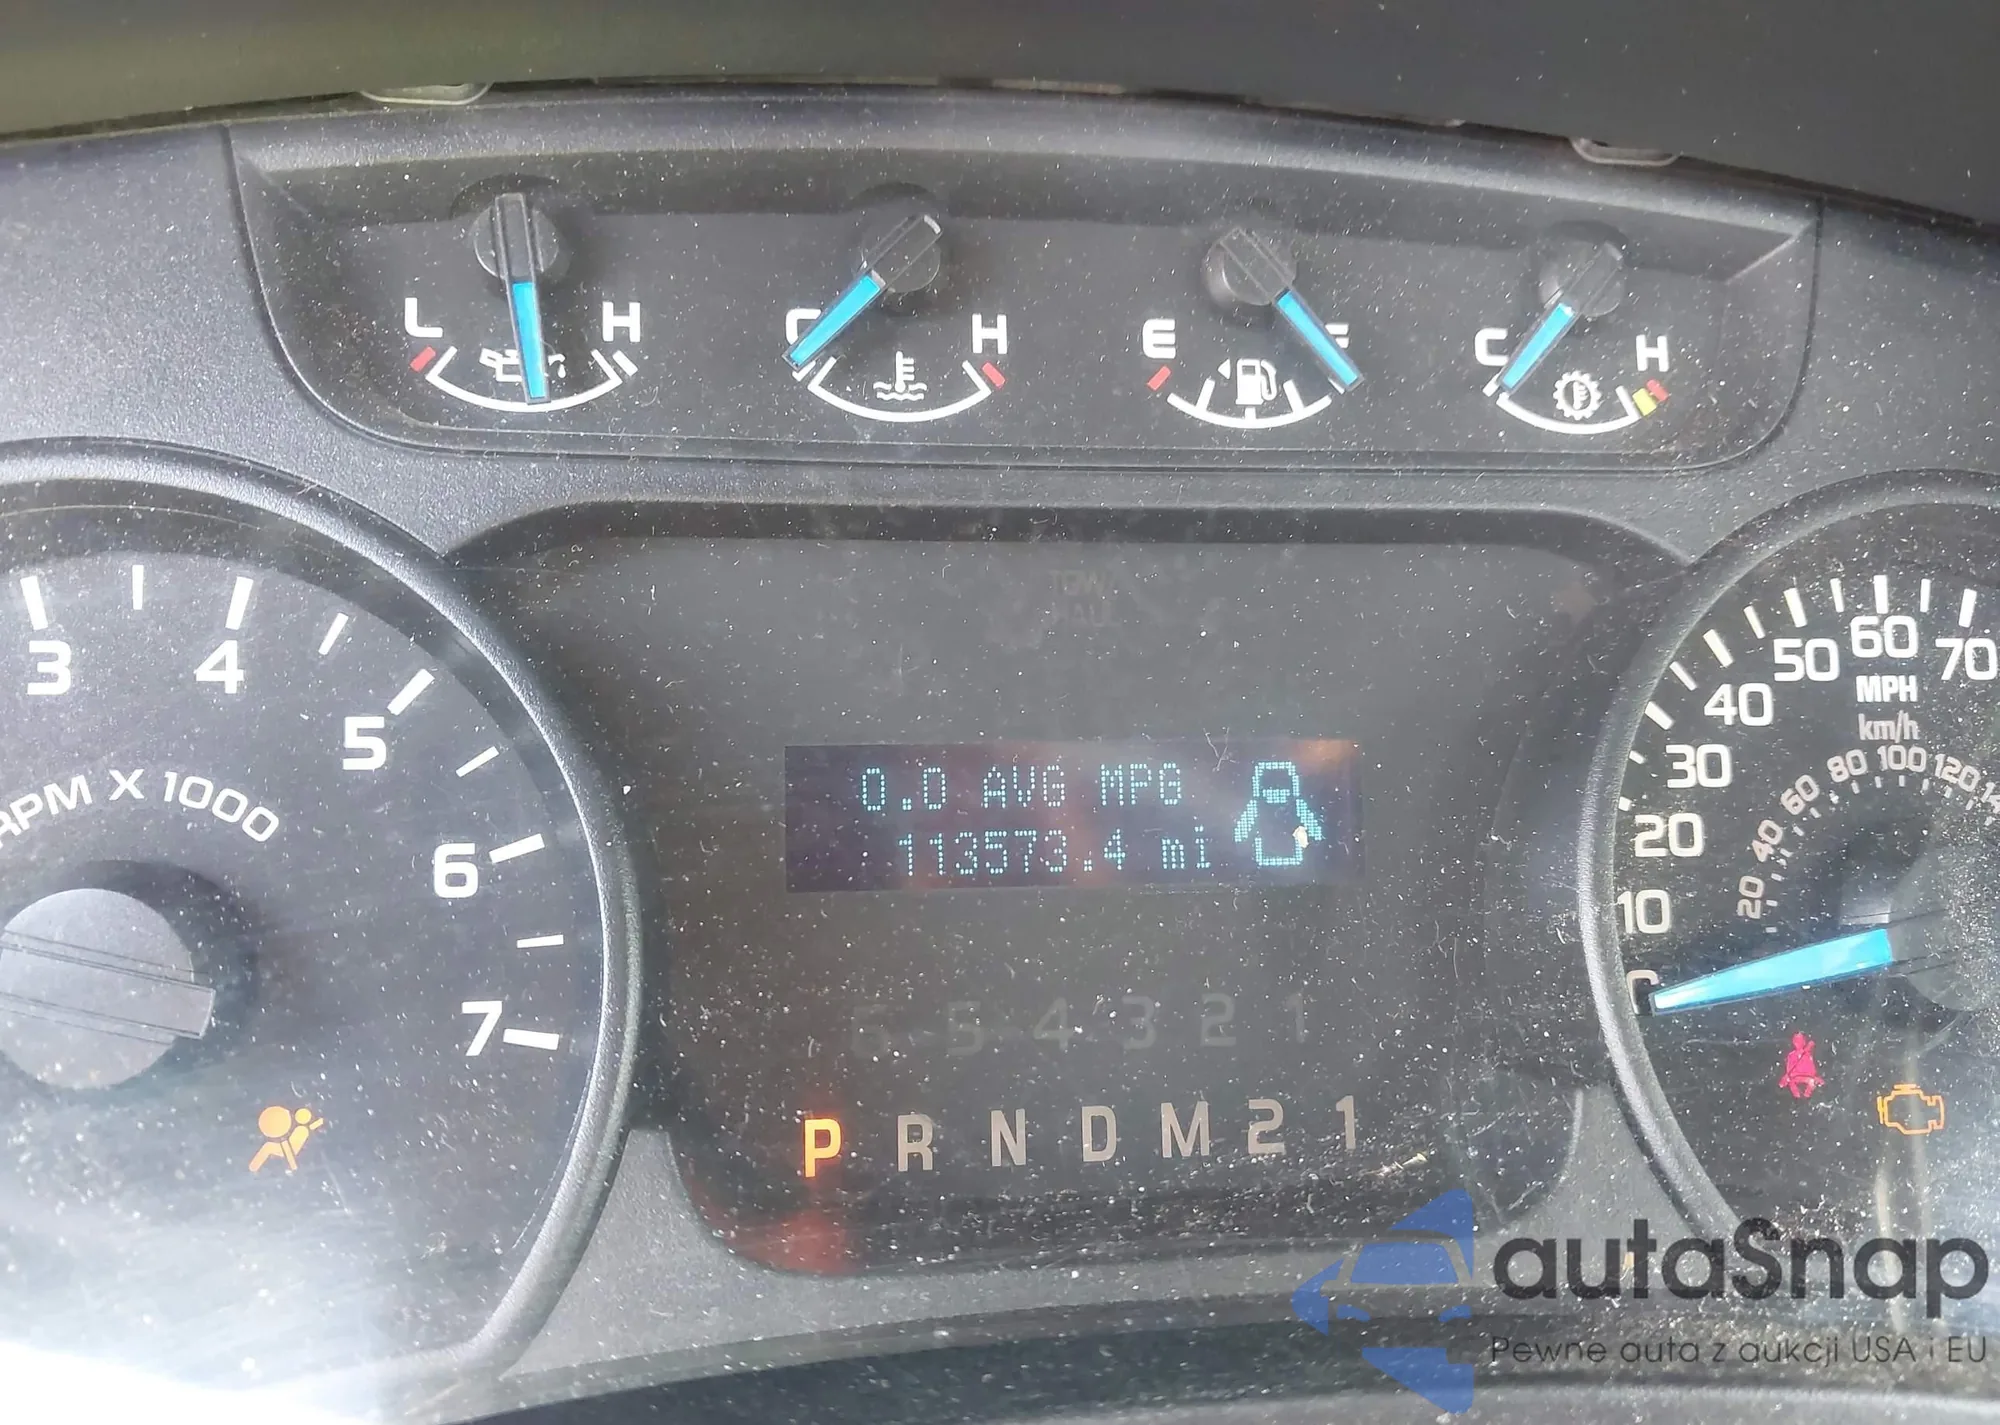 L H
C H
E F
C H
TOW/
HAUL
3 4 5 6 7
RPM X 1000
0.0 AVG MPG
113573.4 mi
6 5 4 3 2 1
P R N D M 2 1
0 10 20 30 40 50 60 70
MPH
km/h
20 40 60 80 100 120
autaSnap
Pewne auta z aukcji USA i EU